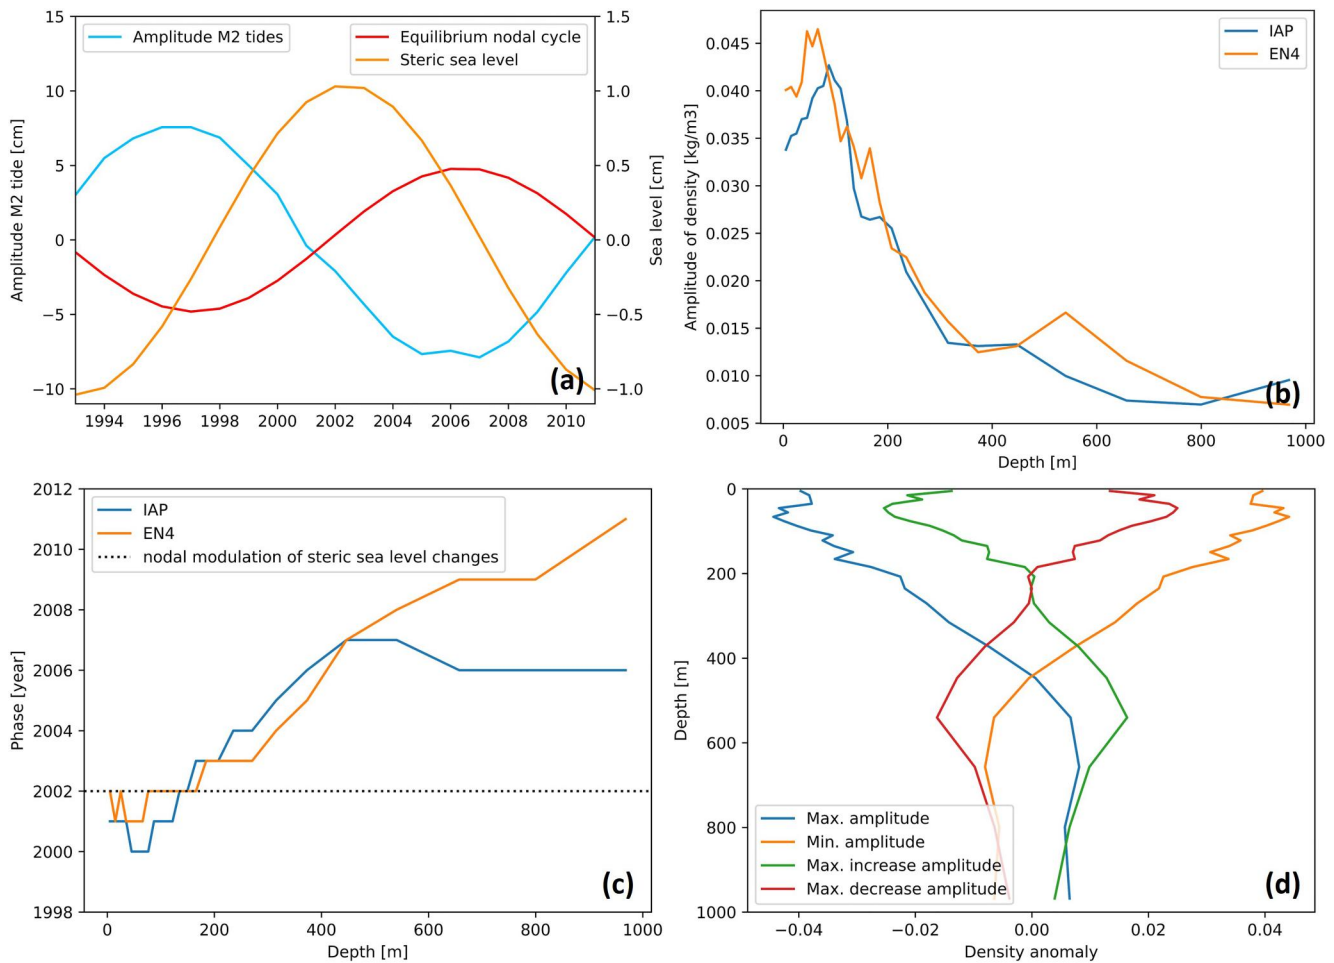 Amplitude M2 tides
Equilibrium nodal cycle
Steric sea level
15
10
5
0
−5
−10
Amplitude M2 tide [cm]
1.5
1.0
0.5
0.0
−0.5
−1.0
Sea level [cm]
1994 1996 1998 2000 2002 2004 2006 2008 2010
(a)
IAP
EN4
0.045
0.040
0.035
0.030
0.025
0.020
0.015
0.010
0.005
Amplitude of density [kg/m3]
0 200 400 600 800 1000
Depth [m]
(b)
IAP
EN4
nodal modulation of steric sea level changes
2012
2010
2008
2006
2004
2002
2000
1998
Phase [year]
0 200 400 600 800 1000
Depth [m]
(c)
0
200
400
600
800
1000
Depth [m]
Max. amplitude
Min. amplitude
Max. increase amplitude
Max. decrease amplitude
−0.04 −0.02 0.00 0.02 0.04
Density anomaly
(d)